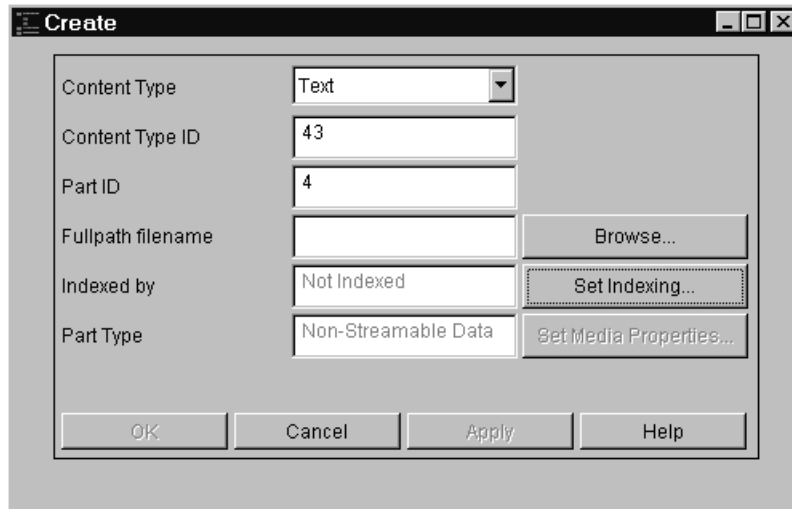 Create
Content Type Text
Content Type ID 43
Part ID 4
Fullpath filename Browse...
Indexed by Not Indexed Set Indexing...
Part Type Non-Streamable Data Set Media Properties...
OK Cancel Apply Help